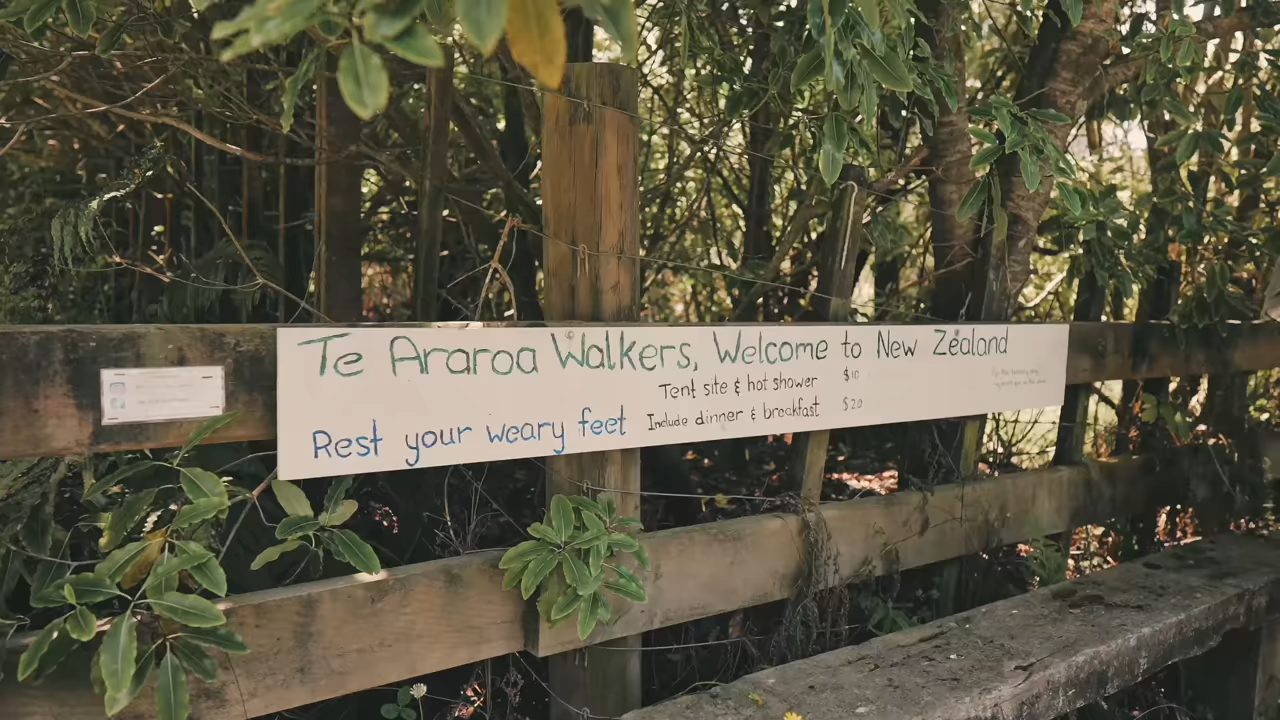 Te Araroa Walkers, Welcome to New Zealand
Tent site & hot shower $10
Rest your weary feet
Include dinner & breakfast $20